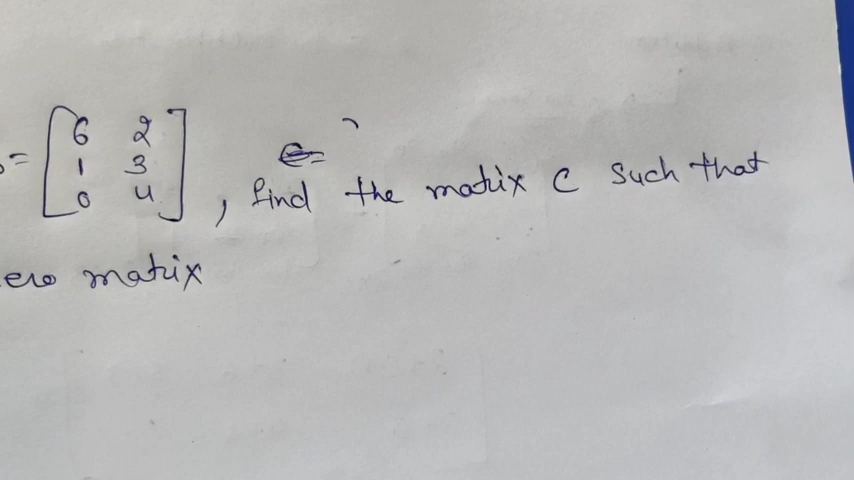 = [6 2
1 3
0 4], find the matrix C such that
ero matrix